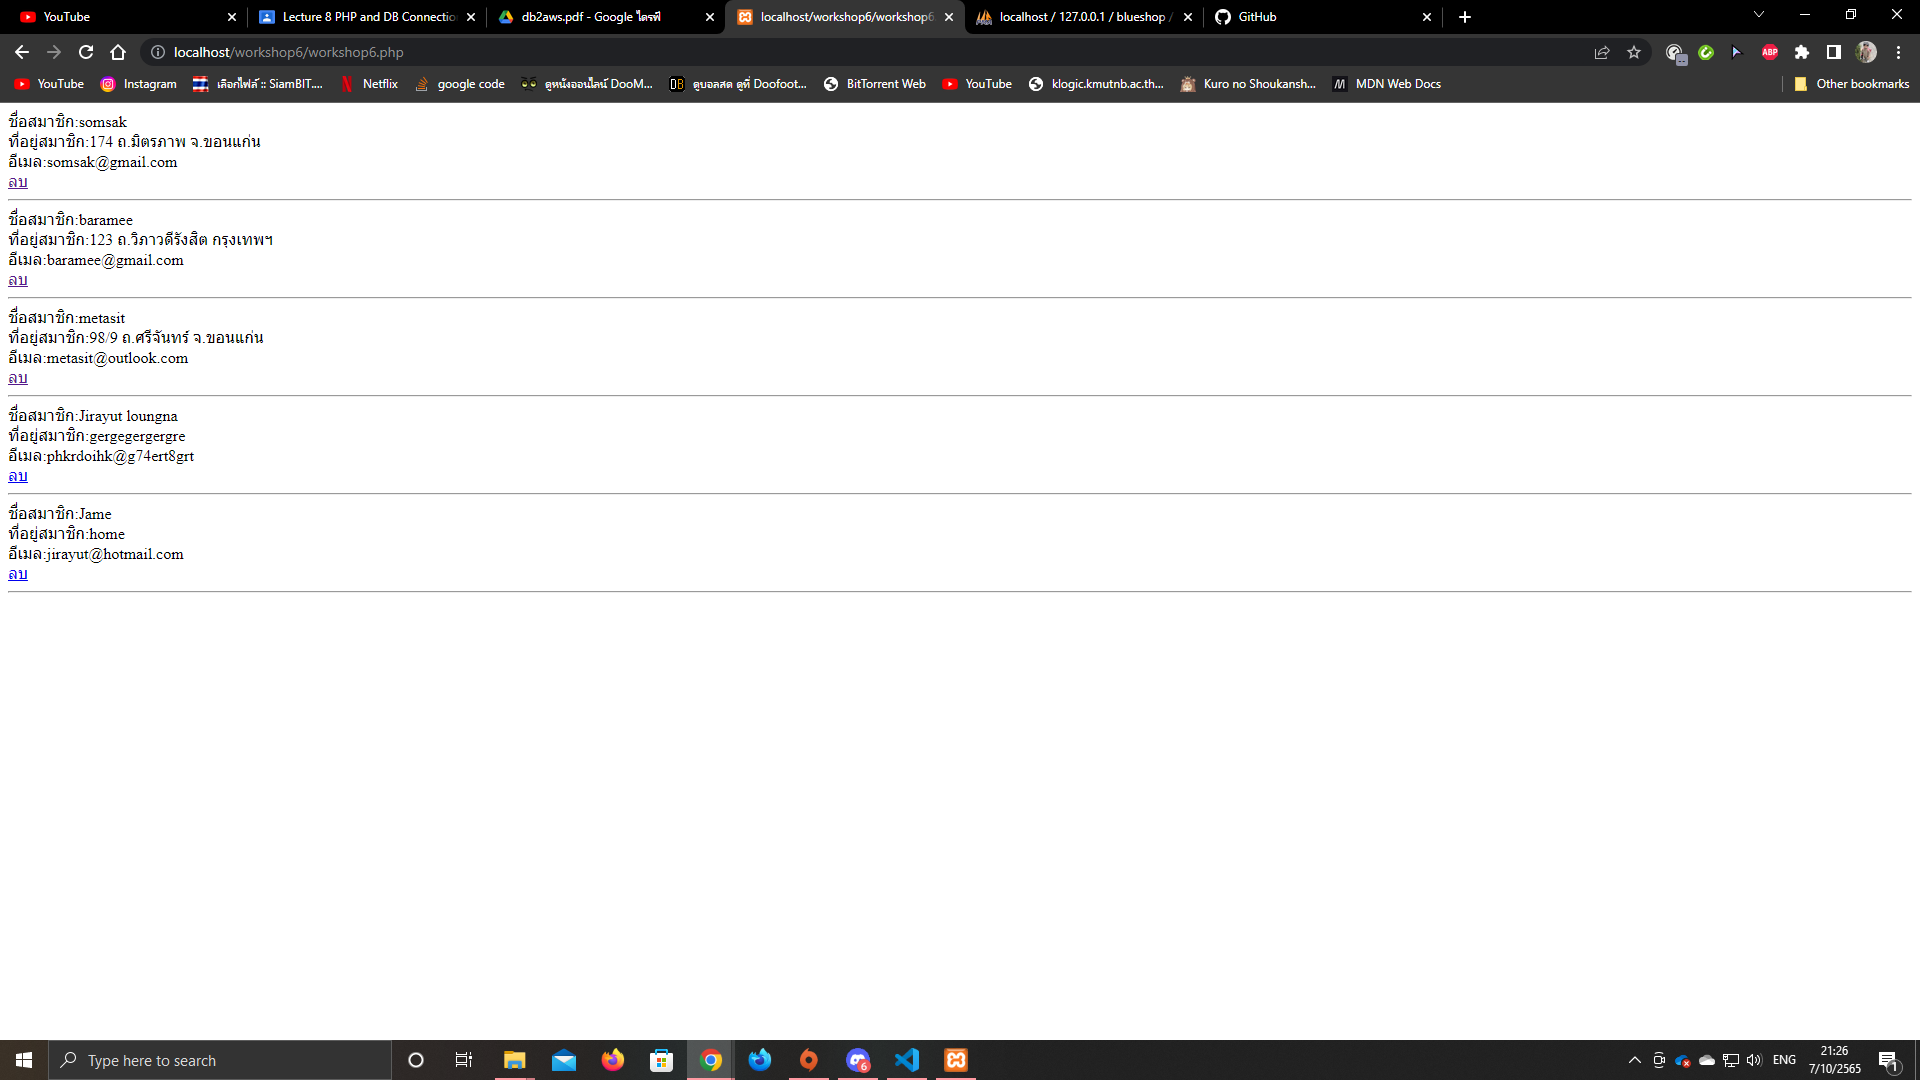 YouTube
Lecture 8 PHP and DB Connectio
db2aws.pdf - Google ไดรฟ์
localhost/workshop6/workshop6.
localhost / 127.0.0.1 / blueshop /
GitHub
localhost/workshop6/workshop6.php
YouTube
Instagram
เลือกไฟล์ :: SiamBIT....
Netflix
google code
ดูหนังออนไลน์ DooM...
ดูบอลสด ดูที่ Doofoot...
BitTorrent Web
YouTube
klogic.kmutnb.ac.th...
Kuro no Shoukansh...
MDN Web Docs
Other bookmarks
ชื่อสมาชิก:somsak
ที่อยู่สมาชิก:174 ถ.มิตรภาพ จ.ขอนแก่น
อีเมล:somsak@gmail.com
ลบ
ชื่อสมาชิก:baramee
ที่อยู่สมาชิก:123 ถ.วิภาวดีรังสิต กรุงเทพฯ
อีเมล:baramee@gmail.com
ลบ
ชื่อสมาชิก:metasit
ที่อยู่สมาชิก:98/9 ถ.ศรีจันทร์ จ.ขอนแก่น
อีเมล:metasit@outlook.com
ลบ
ชื่อสมาชิก:Jirayut loungna
ที่อยู่สมาชิก:gergegergergre
อีเมล:phkrdoihk@g74ert8grt
ลบ
ชื่อสมาชิก:Jame
ที่อยู่สมาชิก:home
อีเมล:jirayut@hotmail.com
ลบ
Type here to search
6
ENG
21:26
7/10/2565
1
ABP
DB